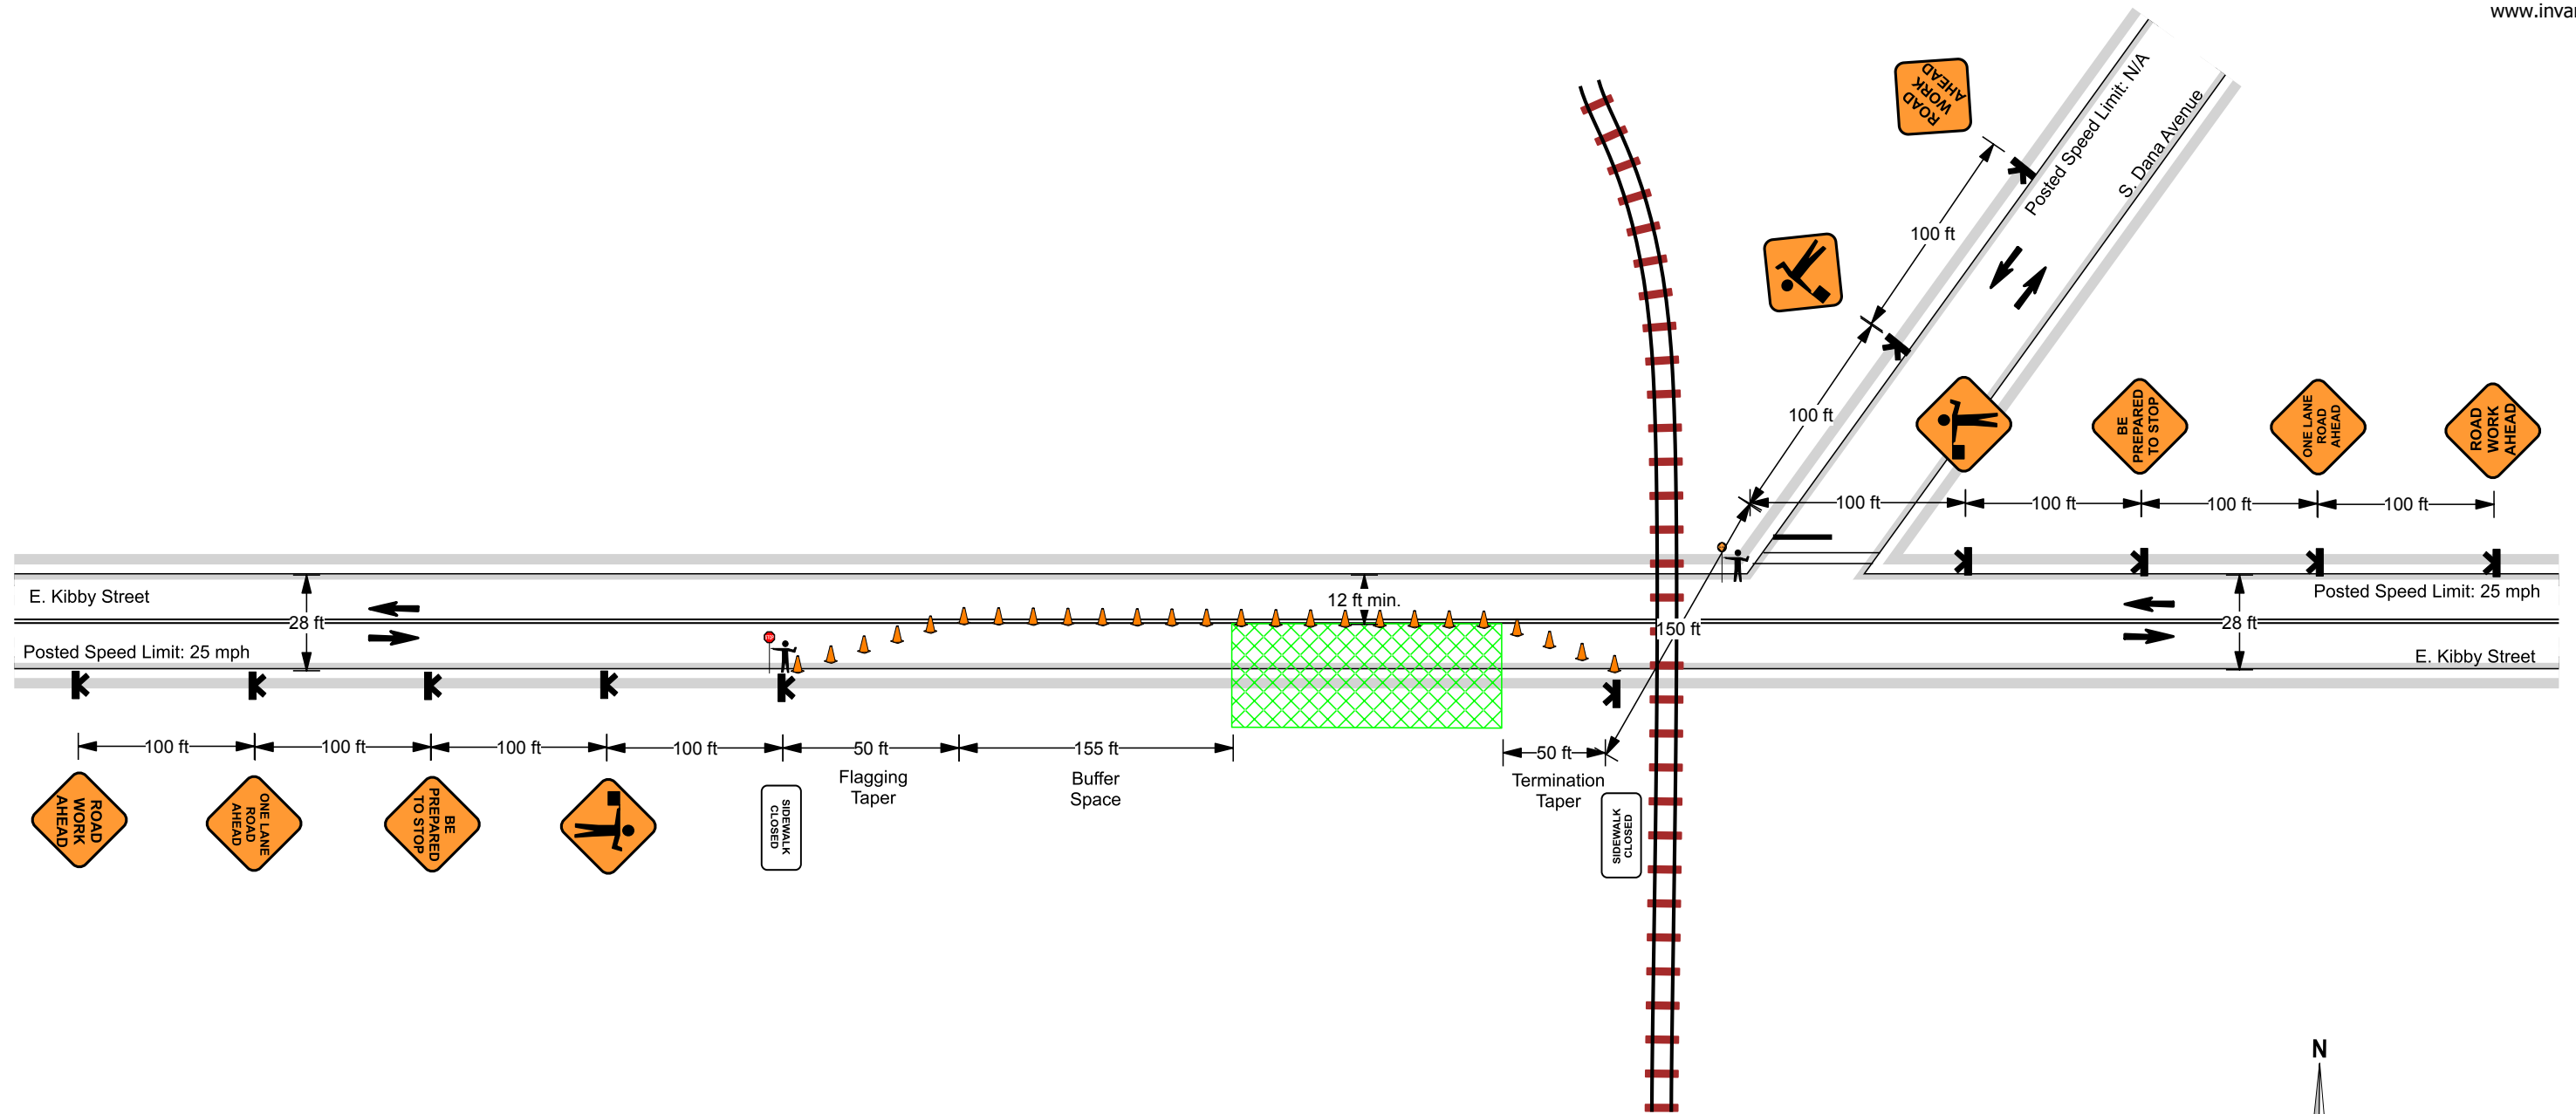 www.inva
ROAD
WORK
AHEAD
Posted Speed Limit: N/A
S. Dana Avenue
100 ft
100 ft
BE
PREPARED
TO STOP
ONE LANE
ROAD
AHEAD
ROAD
WORK
AHEAD
100 ft
100 ft
100 ft
100 ft
E. Kibby Street
28 ft
Posted Speed Limit: 25 mph
12 ft min.
150 ft
STOP
Posted Speed Limit: 25 mph
28 ft
E. Kibby Street
100 ft
100 ft
100 ft
100 ft
50 ft
155 ft
50 ft
Flagging
Taper
Buffer
Space
Termination
Taper
ROAD
WORK
AHEAD
ONE LANE
ROAD
AHEAD
BE
PREPARED
TO STOP
SIDEWALK
CLOSED
SIDEWALK
CLOSED
N